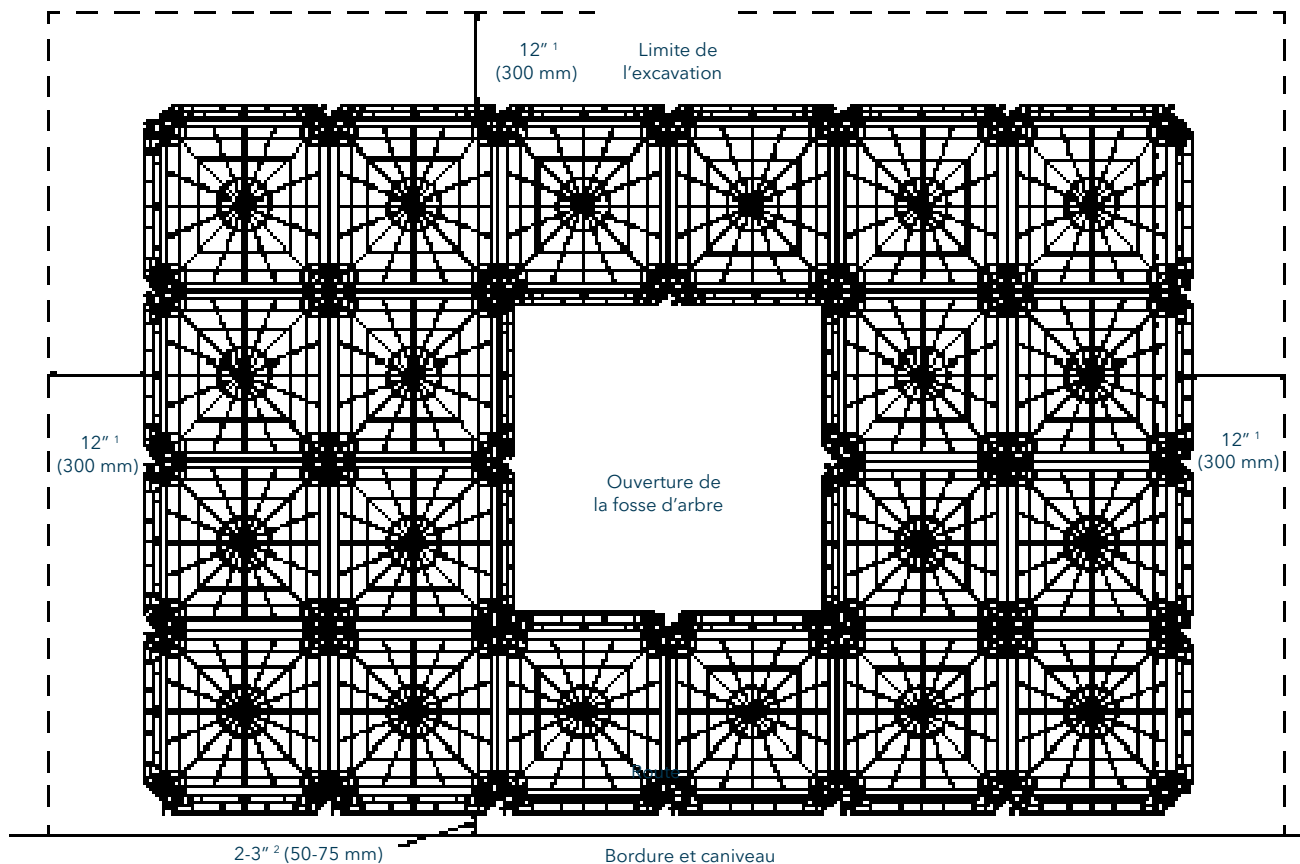 12” ¹
(300 mm)
Limite de
l’excavation
12” ¹
(300 mm)
12” ¹
(300 mm)
Ouverture de
la fosse d’arbre
Route
2-3” ² (50-75 mm)
Bordure et caniveau